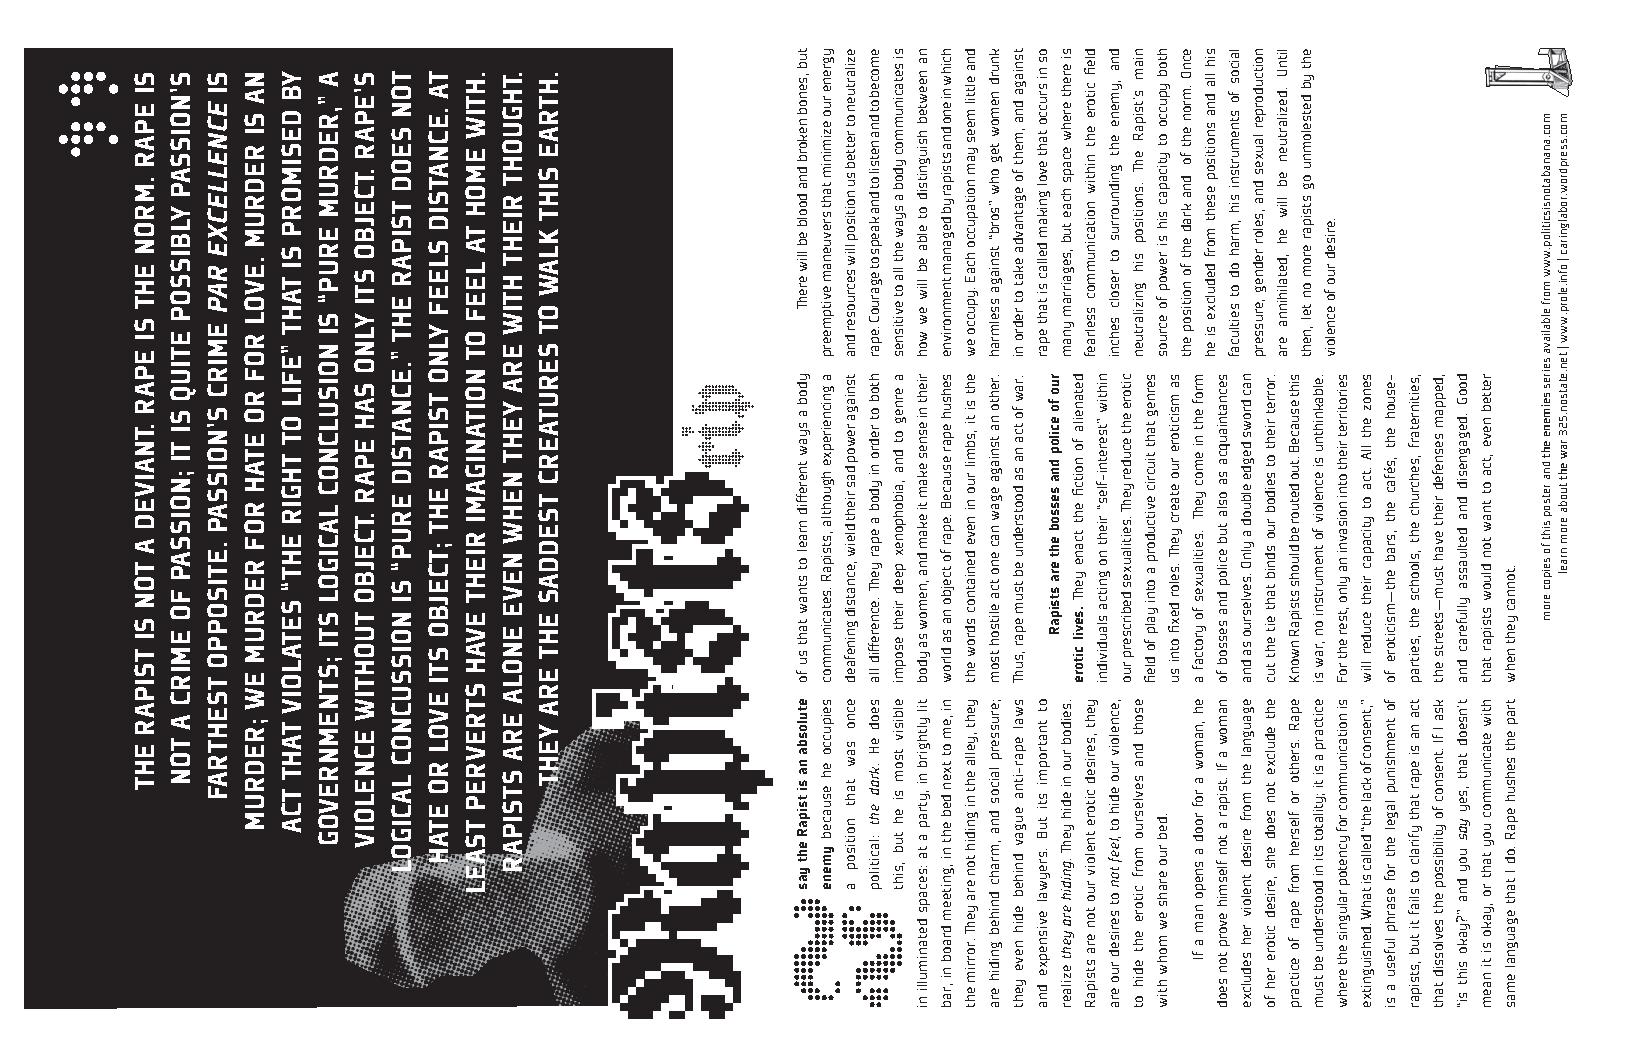 THE RAPIST IS NOT A DEVIANT. RAPE IS THE NORM. RAPE IS
NOT A CRIME OF PASSION; IT IS QUITE POSSIBLY PASSION'S
FARTHEST OPPOSITE. PASSION'S CRIME PAR EXCELLENCE IS
MURDER; WE MURDER FOR HATE OR FOR LOVE. MURDER IS AN
ACT THAT VIOLATES “THE RIGHT TO LIFE” THAT IS PROMISED BY
GOVERNMENTS; ITS LOGICAL CONCLUSION IS “PURE MURDER,” A
VIOLENCE WITHOUT OBJECT. RAPE HAS ONLY ITS OBJECT. RAPE'S
LOGICAL CONCLUSSION IS “PURE DISTANCE.” THE RAPIST DOES NOT
HATE OR LOVE ITS OBJECT; THE RAPIST ONLY FEELS DISTANCE. AT
LEAST PERVERTS HAVE THEIR IMAGINATION TO FEEL AT HOME WITH.
RAPISTS ARE ALONE EVEN WHEN THEY ARE WITH THEIR THOUGHT.
THEY ARE THE SADDEST CREATURES TO WALK THIS EARTH.
rapists
We say the Rapist is an absolute
enemy because he occupies
a position that was once
political: the dark. He does
this, but he is most visible
in illuminated spaces: at a party, in brightly lit
bar, in board meeting, in the bed next to me, in
the mirror. They are not hiding in the alley, they
are hiding behind charm, and social pressure;
they even hide behind vague anti-rape laws
and expensive lawyers. But its important to
realize they are hiding. They hide in our bodies.
Rapists are not our violent erotic desires, they
are our desires to not feel, to hide our violence,
to hide the erotic from ourselves and those
with whom we share our bed.
If a man opens a door for a woman, he
does not prove himself not a rapist. If a woman
excludes her violent desire from the language
of her erotic desire, she does not exclude the
practice of rape from herself or others. Rape
must be understood in its totality; it is a practice
where the singular potency for communication is
extinguished. What is called “the lack of consent,”
is a useful phrase for the legal punishment of
rapists, but it fails to clarify that rape is an act
that dissolves the possibility of consent. If I ask
“is this okay?” and you say yes, that doesn't
mean it is okay, or that you communicate with
same language that I do. Rape hushes the part
of us that wants to learn different ways a body
communicates. Rapists, although experiencing a
deafening distance, wield their sad power against
all difference. They rape a body in order to both
impose their deep xenophobia, and to genre a
body as women, and make it make sense in their
world as an object of rape. Because rape hushes
the words contained even in our limbs, it is the
most hostile act one can wage against an other.
Thus, rape must be understood as an act of war.
Rapists are the bosses and police of our
erotic lives. They enact the fiction of alienated
individuals acting on their “self-interest” within
our prescribed sexualities. They reduce the erotic
field of play into a productive circuit that genres
us into fixed roles. They create our eroticism as
a factory of sexualities. They come in the form
of bosses and police but also as acquaintances
and as ourselves. Only a double edged sword can
cut the tie that binds our bodies to their terror.
Known Rapists should be routed out. Because this
is war, no instrument of violence is unthinkable.
For the rest, only an invasion into their territories
will reduce their capacity to act. All the zones
of eroticism—the bars, the cafés, the house-
parties, the schools, the churches, fraternities,
the streets—must have their defenses mapped,
and carefully assaulted and disengaged. Good
that rapists would not want to act, even better
when they cannot.
There will be blood and broken bones, but
preemptive maneuvers that minimize our energy
and resources will position us better to neutralize
rape. Courage to speak and to listen and to become
sensitive to all the ways a body communicates is
how we will be able to distinguish between an
environment managed by rapists and one in which
we occupy. Each occupation may seem little and
harmless against “bros” who get women drunk
in order to take advantage of them, and against
rape that is called making love that occurs in so
many marriages, but each space where there is
fearless communication within the erotic field
inches closer to surrounding the enemy, and
neutralizing his positions. The Rapist's main
source of power is his capacity to occupy both
the position of the dark and of the norm. Once
he is excluded from these positions and all his
faculties to do harm, his instruments of social
pressure, gender roles, and sexual reproduction
are annihilated, he will be neutralized. Until
then, let no more rapists go unmolested by the
violence of our desire.
more copies of this poster and the enemies series available from www.politicsisnotabanana.com
learn more about the war 325.nostate.net | www.prole.info | caringlabor.wordpress.com